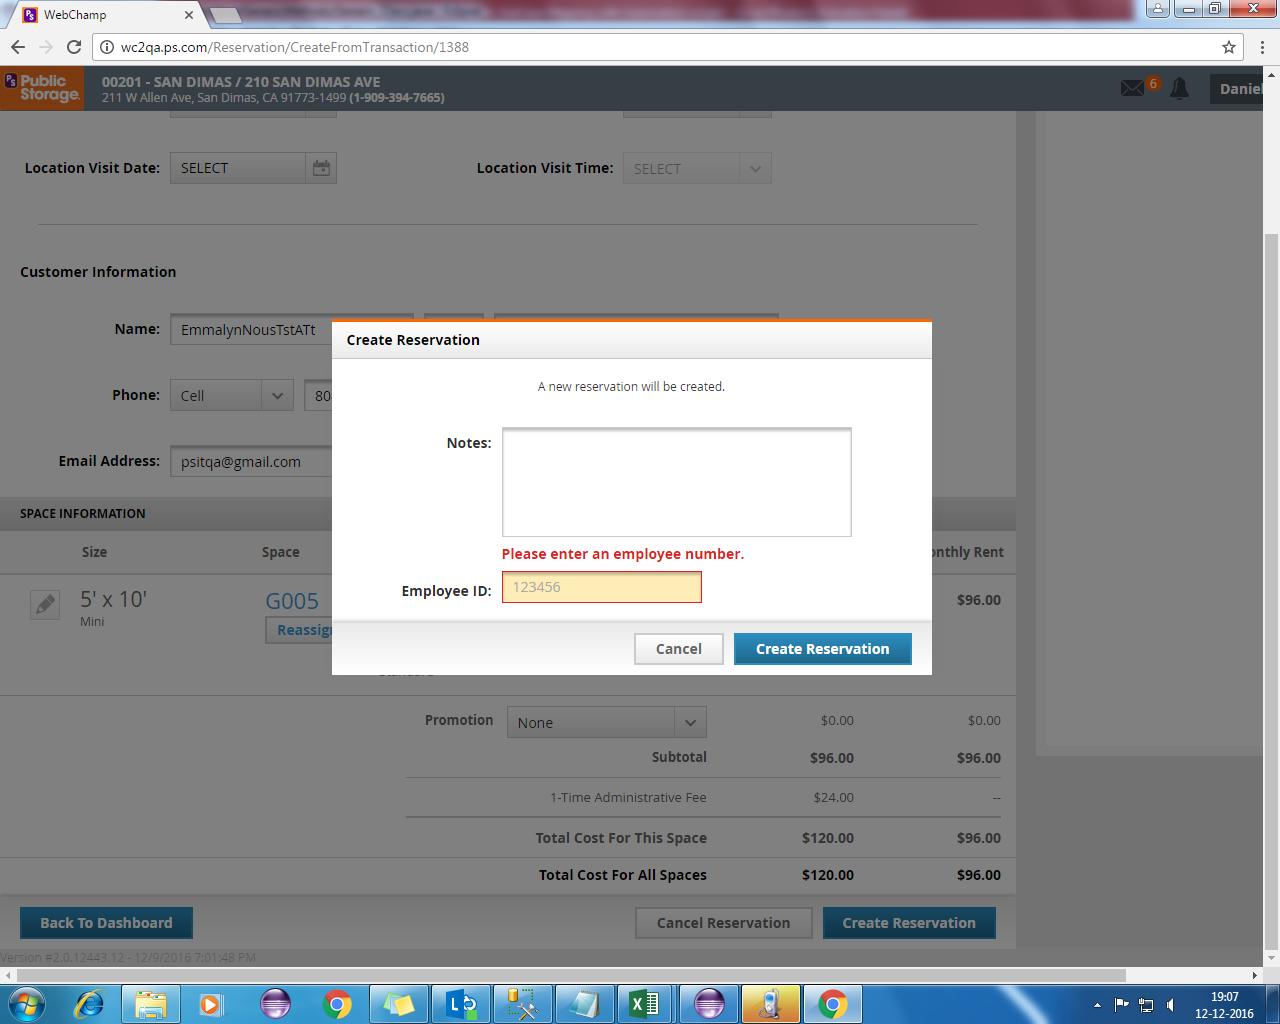 WebChamp
wc2qa.ps.com/Reservation/CreateFromTransaction/1388
PS Public Storage.
00201 - SAN DIMAS / 210 SAN DIMAS AVE
211 W Allen Ave, San Dimas, CA 91773-1499 (1-909-394-7665)
6
Daniel
Location Visit Date: SELECT
Location Visit Time: SELECT
Customer Information
Name: EmmalynNousTstATt
Phone: Cell 80
Email Address: psitqa@gmail.com
Create Reservation
A new reservation will be created.
Notes:
Please enter an employee number.
Employee ID: 123456
Cancel Create Reservation
SPACE INFORMATION
Size Space onthly Rent
5' x 10' G005 $96.00
Mini
Reassig
Standard
Promotion None $0.00 $0.00
Subtotal $96.00 $96.00
1-Time Administrative Fee $24.00 --
Total Cost For This Space $120.00 $96.00
Total Cost For All Spaces $120.00 $96.00
Back To Dashboard Cancel Reservation Create Reservation
Version #2.0.12443.12 - 12/9/2016 7:01:48 PM
19:07
12-12-2016